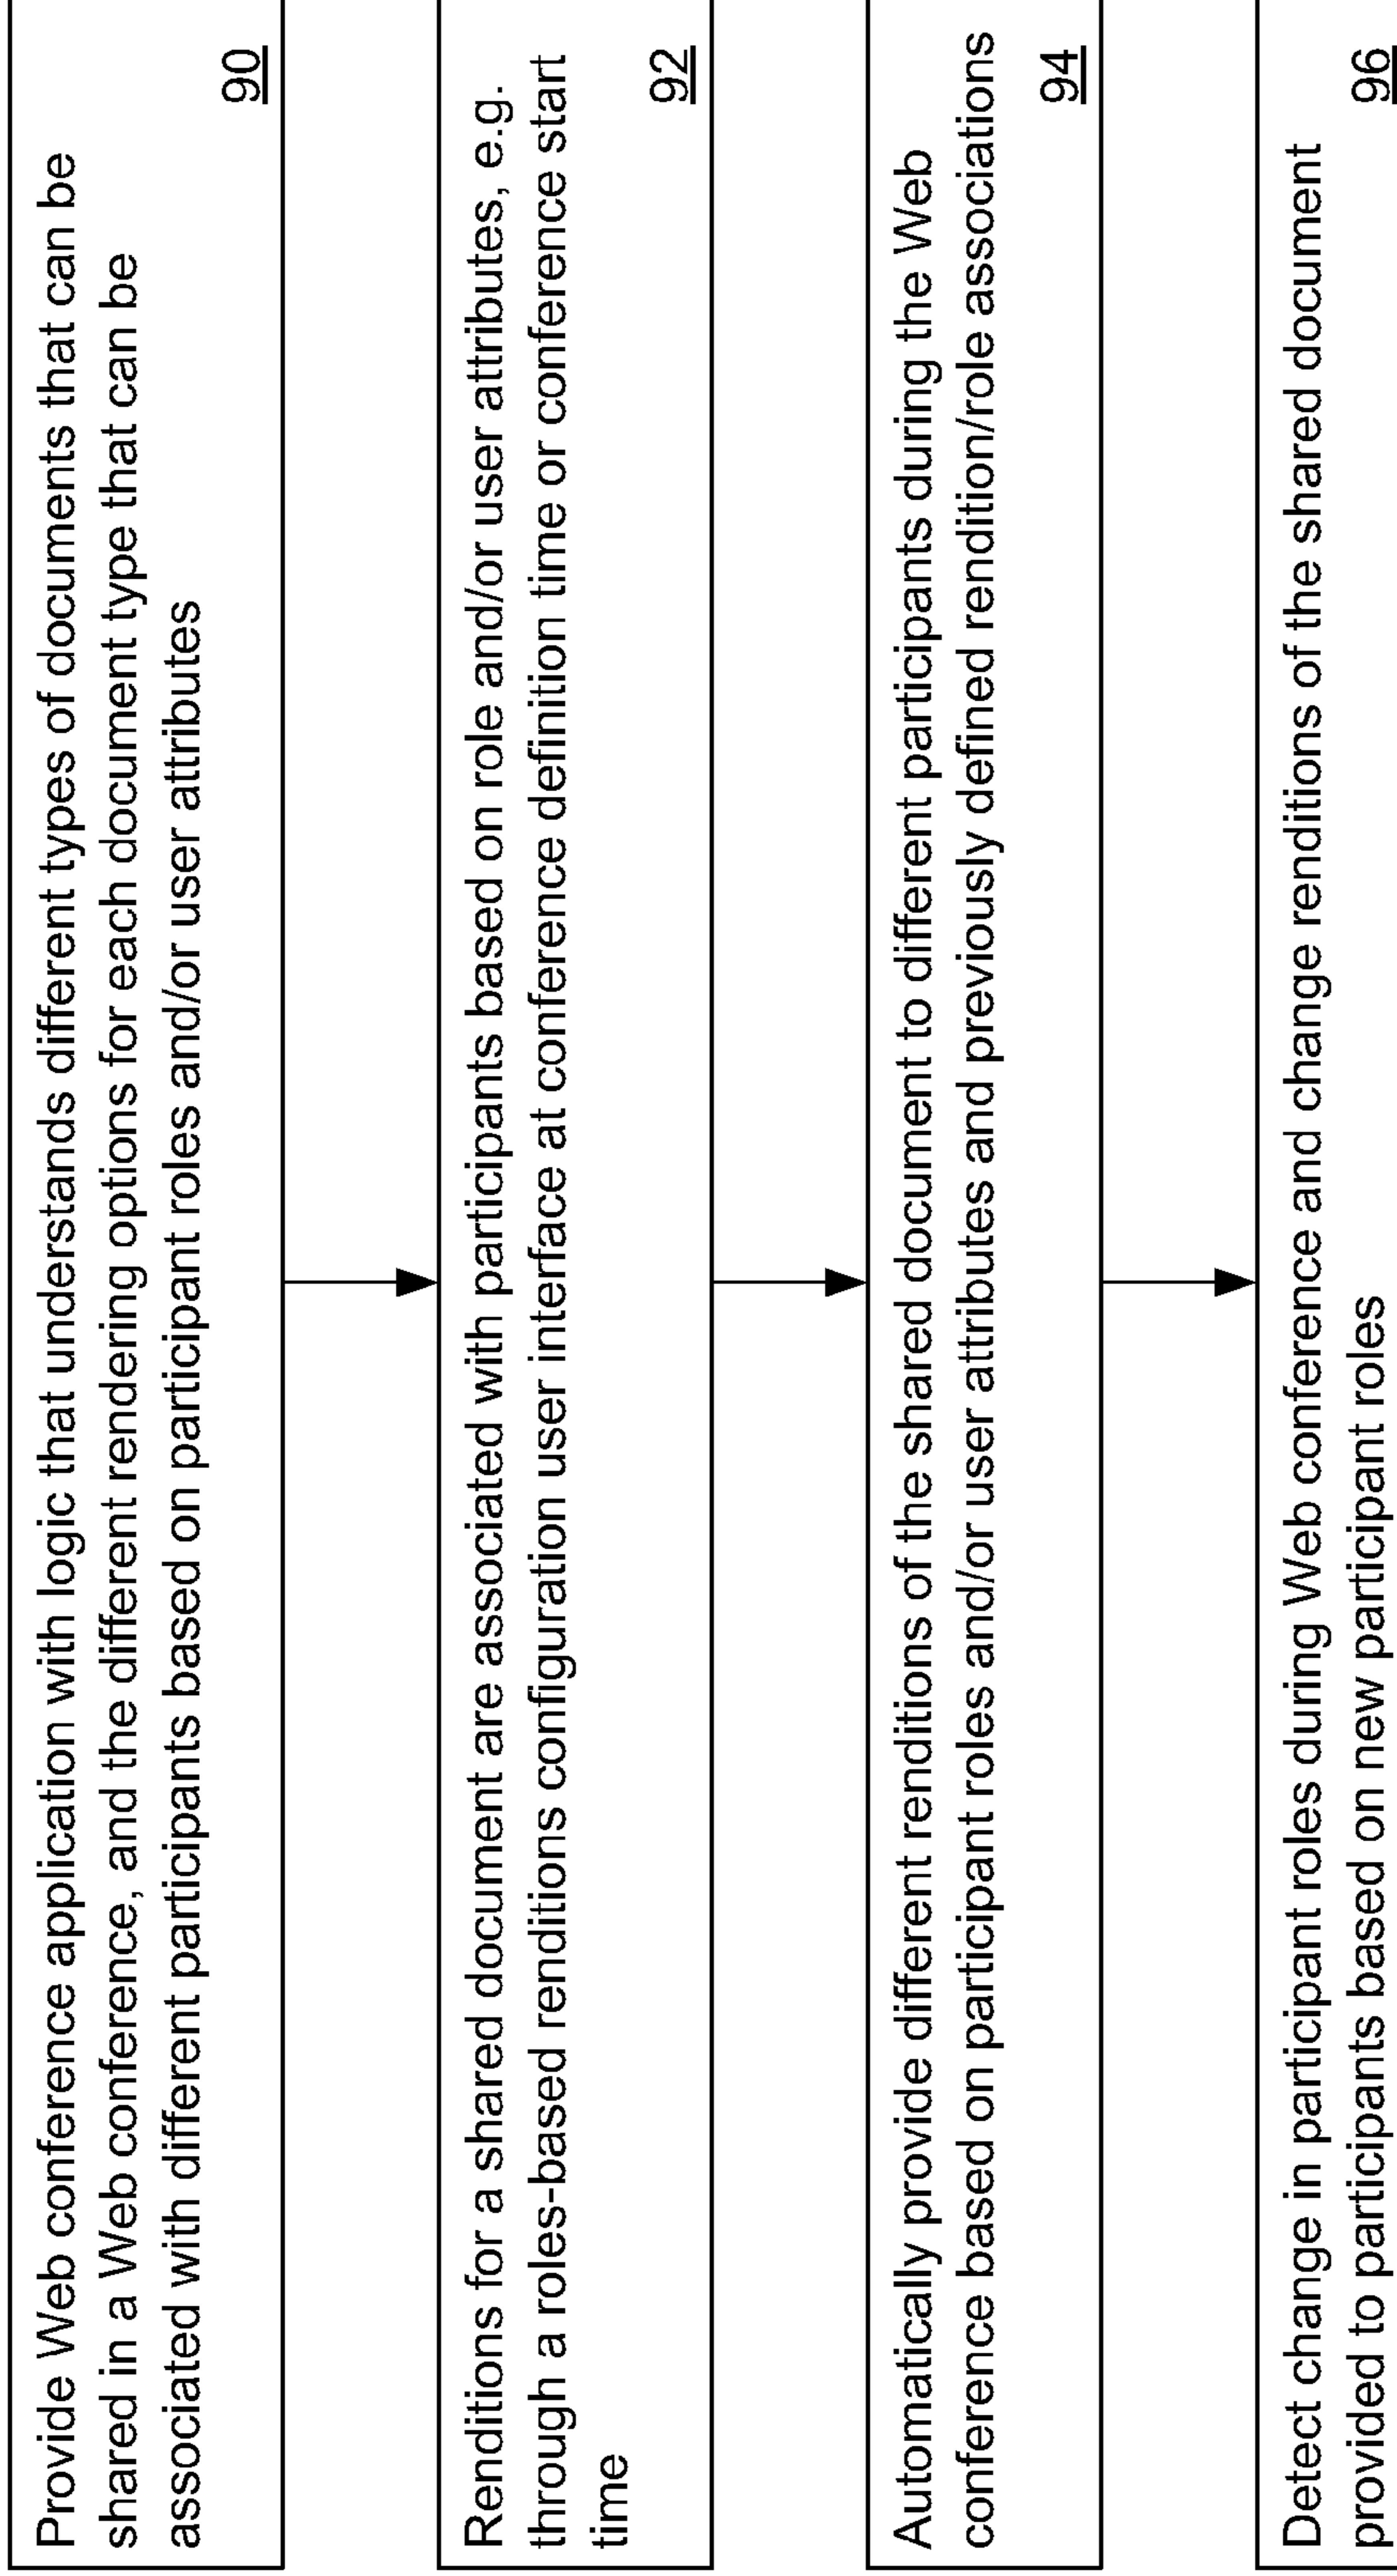 Provide Web conference application with logic that understands different types of documents that can be
shared in a Web conference, and the different rendering options for each document type that can be
associated with different participants based on participant roles and/or user attributes
90
Renditions for a shared document are associated with participants based on role and/or user attributes, e.g.
through a roles-based renditions configuration user interface at conference definition time or conference start
time
92
Automatically provide different renditions of the shared document to different participants during the Web
conference based on participant roles and/or user attributes and previously defined rendition/role associations
94
Detect change in participant roles during Web conference and change renditions of the shared document
provided to participants based on new participant roles
96